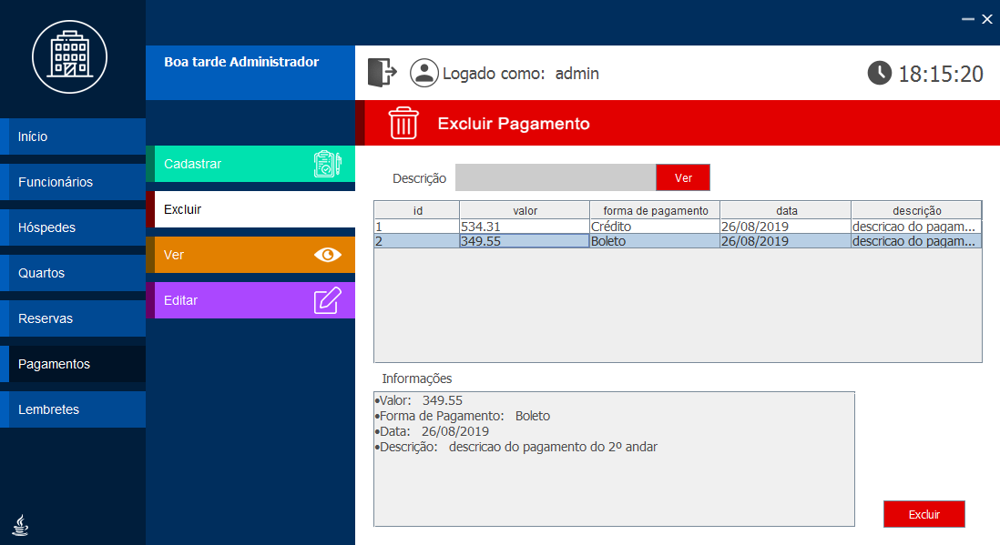 Boa tarde Administrador
Logado como: admin
18:15:20
Início
Funcionários
Hóspedes
Quartos
Reservas
Pagamentos
Lembretes
Cadastrar
Excluir
Ver
Editar
Excluir Pagamento
Descrição
Ver
id valor forma de pagamento data descrição
1 534.31 Crédito 26/08/2019 descricao do pagam...
2 349.55 Boleto 26/08/2019 descricao do pagam...
Informações
•Valor: 349.55
•Forma de Pagamento: Boleto
•Data: 26/08/2019
•Descrição: descricao do pagamento do 2º andar
Excluir